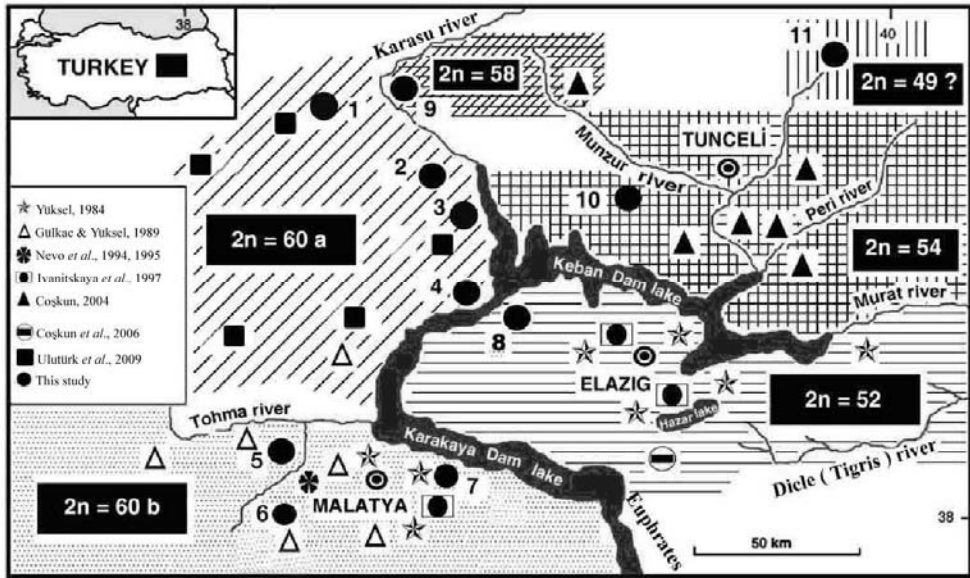 38
TURKEY
Karasu river
40
11
2n = 58
2n = 49 ?
9
1
Munzur river
TUNCELİ
2
10
3
Peri river
2n = 60 a
2n = 54
Keban Dam lake
4
Murat river
8
ELAZIG
Hazar lake
2n = 52
Tohma river
Karakaya Dam lake
Dicle ( Tigris ) river
5
7
2n = 60 b
MALATYA
6
Euphrates
38
50 km
Yüksel, 1984
Gülkac & Yüksel, 1989
Nevo et al., 1994, 1995
Ivanitskaya et al., 1997
Coşkun, 2004
Coşkun et al., 2006
Ulutürk et al., 2009
This study